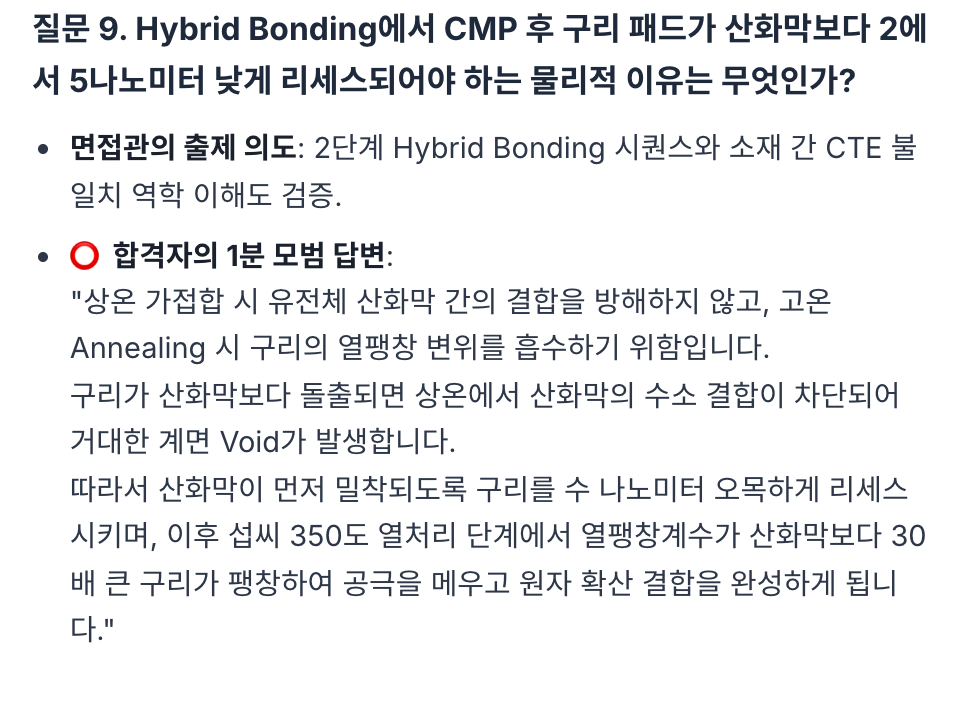 질문 9. Hybrid Bonding에서 CMP 후 구리 패드가 산화막보다 2에
서 5나노미터 낮게 리세스되어야 하는 물리적 이유는 무엇인가?
• 면접관의 출제 의도: 2단계 Hybrid Bonding 시퀀스와 소재 간 CTE 불
일치 역학 이해도 검증.
• ⭕ 합격자의 1분 모범 답변:
"상온 가접합 시 유전체 산화막 간의 결합을 방해하지 않고, 고온
Annealing 시 구리의 열팽창 변위를 흡수하기 위함입니다.
구리가 산화막보다 돌출되면 상온에서 산화막의 수소 결합이 차단되어
거대한 계면 Void가 발생합니다.
따라서 산화막이 먼저 밀착되도록 구리를 수 나노미터 오목하게 리세스
시키며, 이후 섭씨 350도 열처리 단계에서 열팽창계수가 산화막보다 30
배 큰 구리가 팽창하여 공극을 메우고 원자 확산 결합을 완성하게 됩니
다."